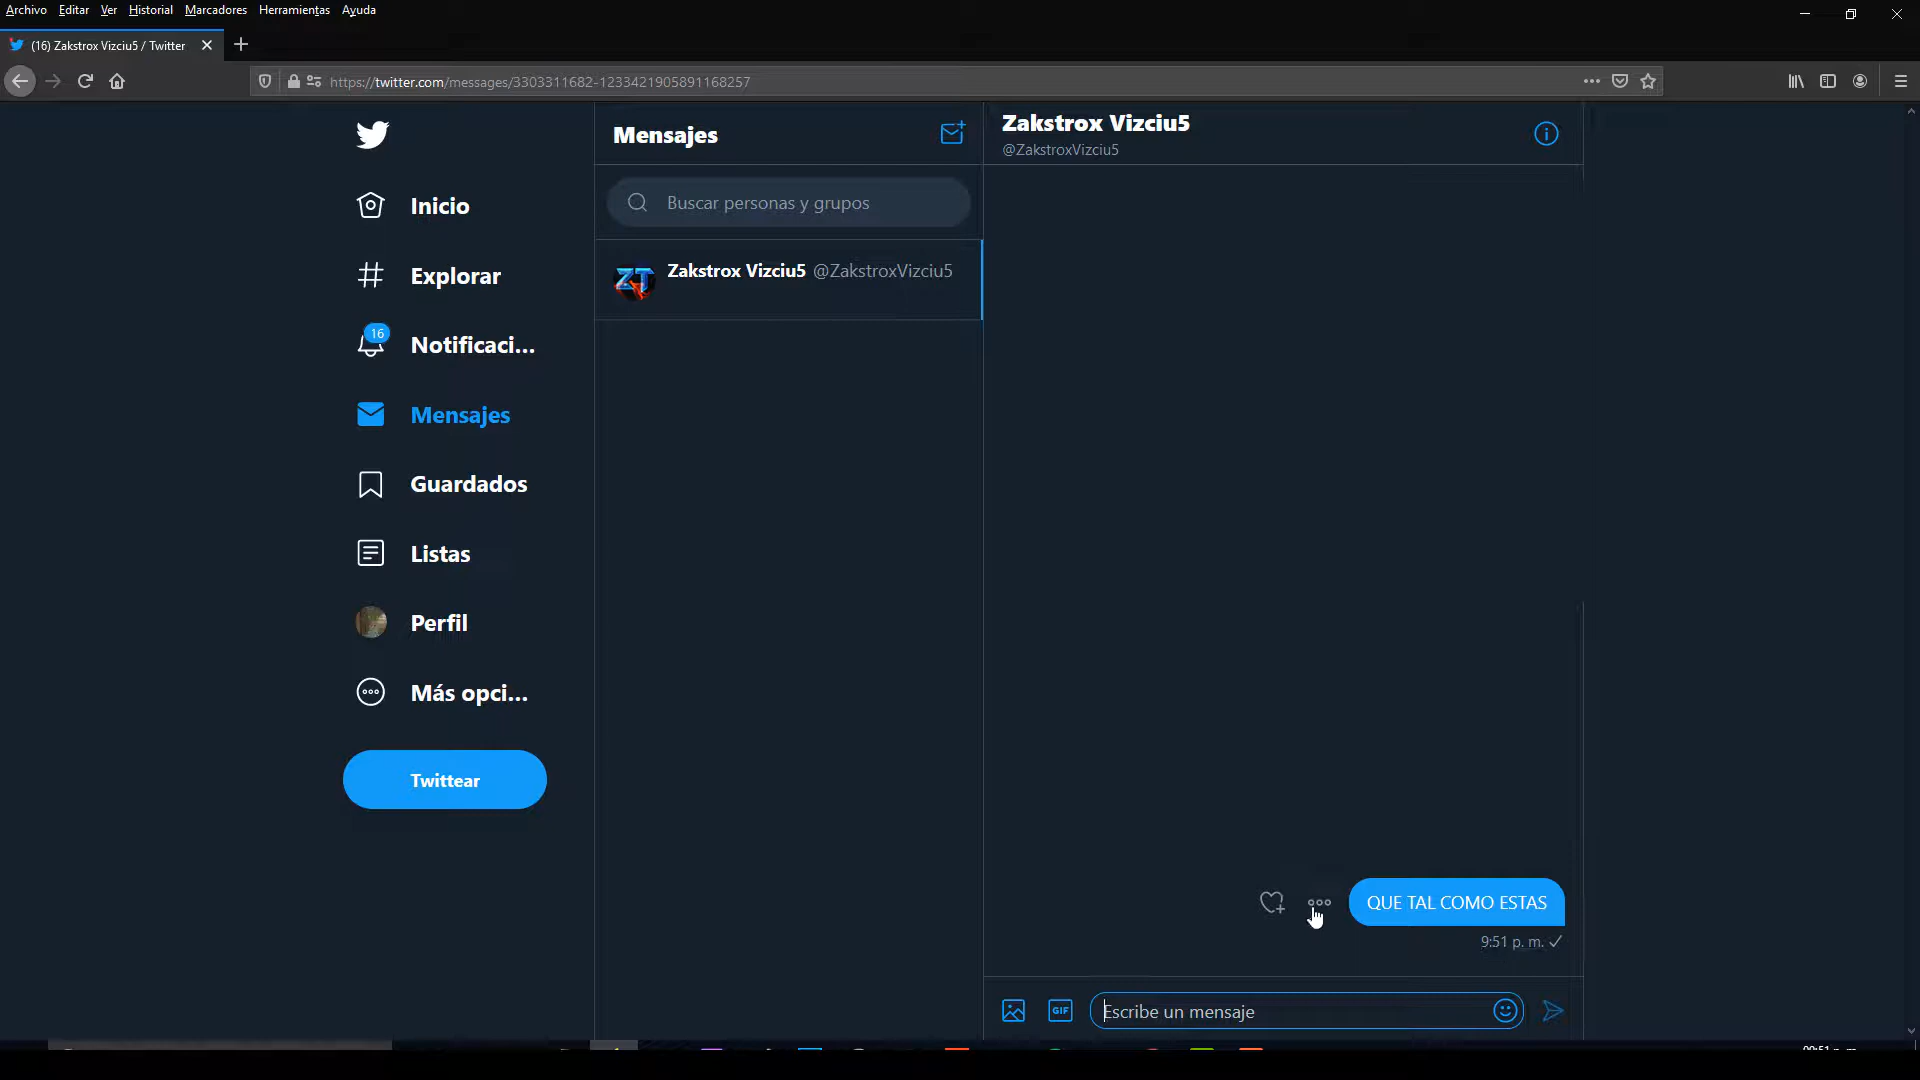 Archivo Editar Ver Historial Marcadores Herramientas Ayuda
(16) Zakstrox Vizciu5 / Twitter
https://twitter.com/messages/3303311682-1233421905891168257
Mensajes
Zakstrox Vizciu5
@ZakstroxVizciu5
Inicio
Buscar personas y grupos
Explorar
Zakstrox Vizciu5 @ZakstroxVizciu5
ZT
16
Notificaci...
Mensajes
Guardados
Listas
Perfil
Más opci...
Twittear
QUE TAL COMO ESTAS
9:51 p. m.
GIF
Escribe un mensaje